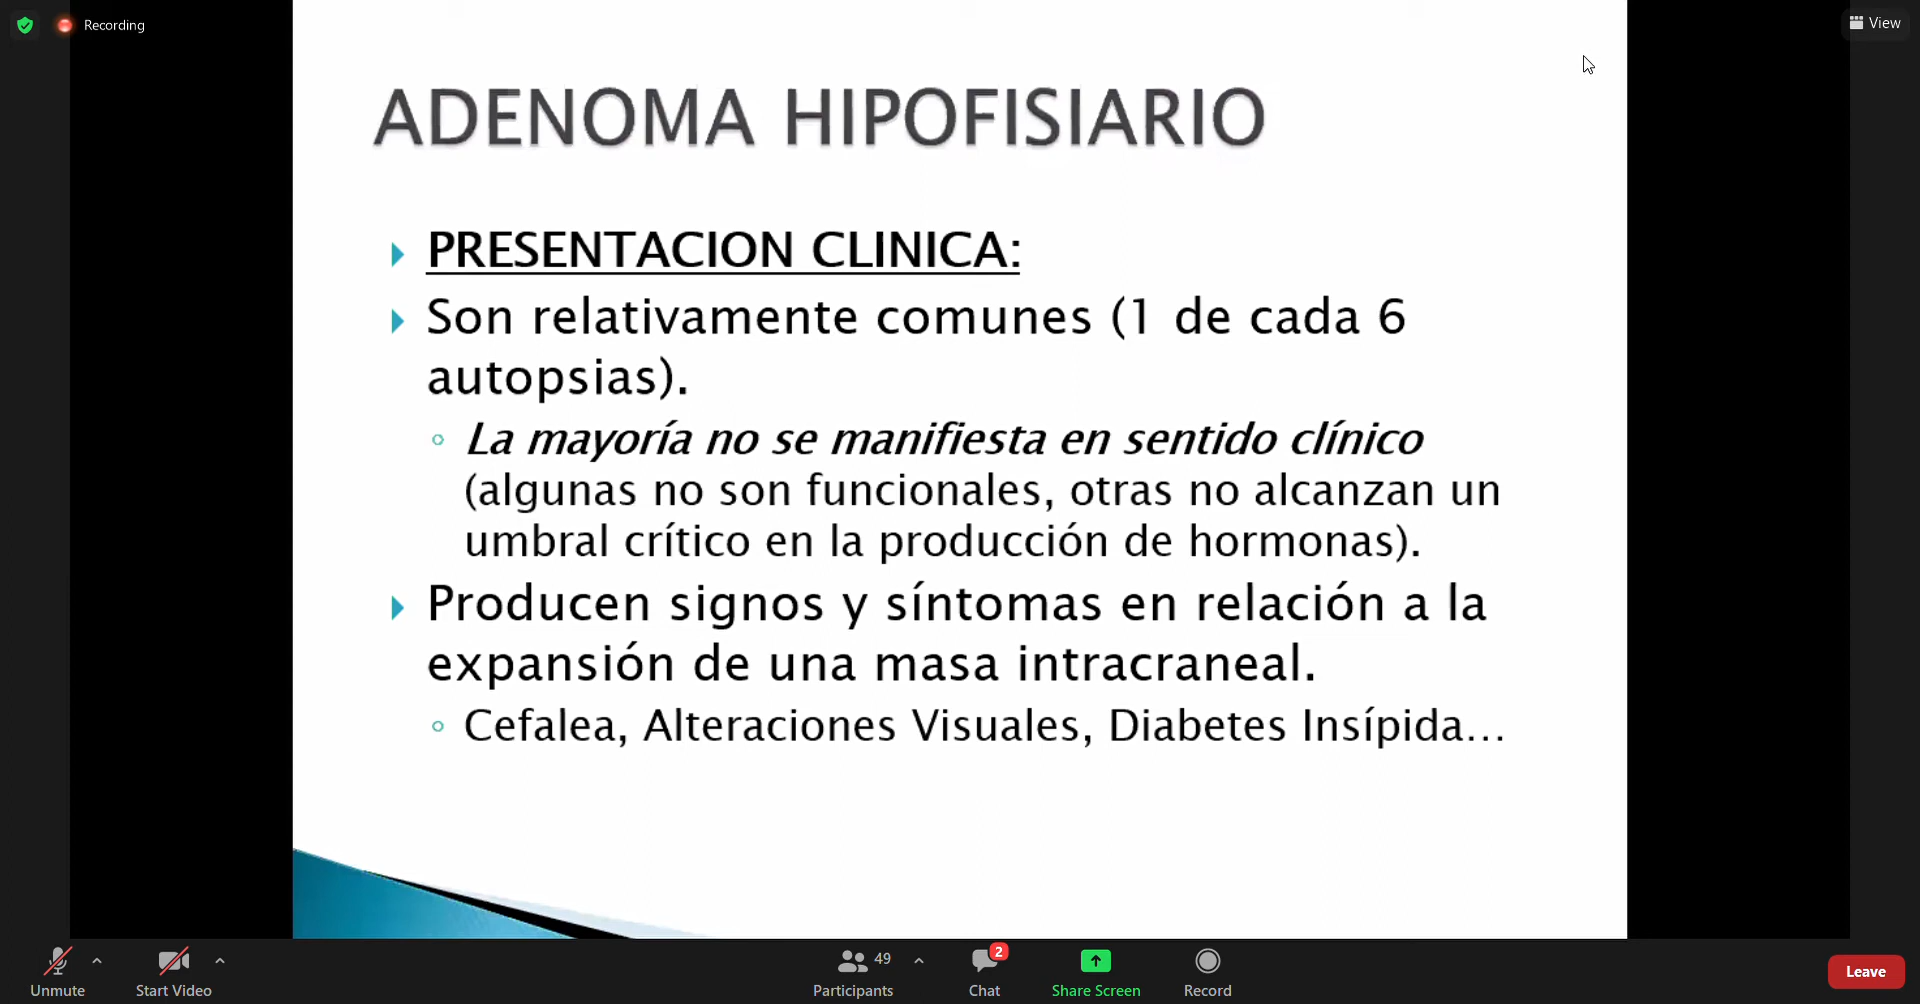 Recording
View
ADENOMA HIPOFISIARIO
PRESENTACION CLINICA:
Son relativamente comunes (1 de cada 6
autopsias).
La mayoría no se manifiesta en sentido clínico
(algunas no son funcionales, otras no alcanzan un
umbral crítico en la producción de hormonas).
Producen signos y síntomas en relación a la
expansión de una masa intracraneal.
Cefalea, Alteraciones Visuales, Diabetes Insípida...
Unmute
Start Video
49
Participants
2
Chat
Share Screen
Record
Leave